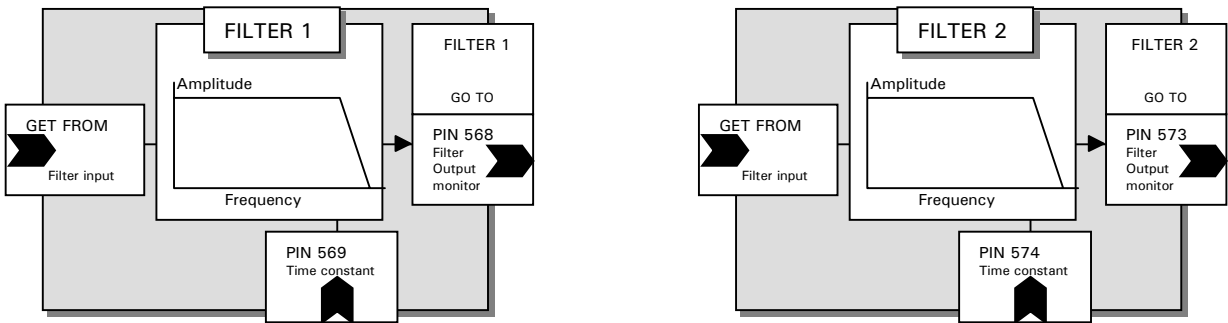 FILTER 1
FILTER 1
Amplitude
GO TO
GET FROM
PIN 568
Filter
Output
monitor
Filter input
Frequency
PIN 569
Time constant
FILTER 2
FILTER 2
Amplitude
GO TO
GET FROM
PIN 573
Filter
Output
monitor
Filter input
Frequency
PIN 574
Time constant